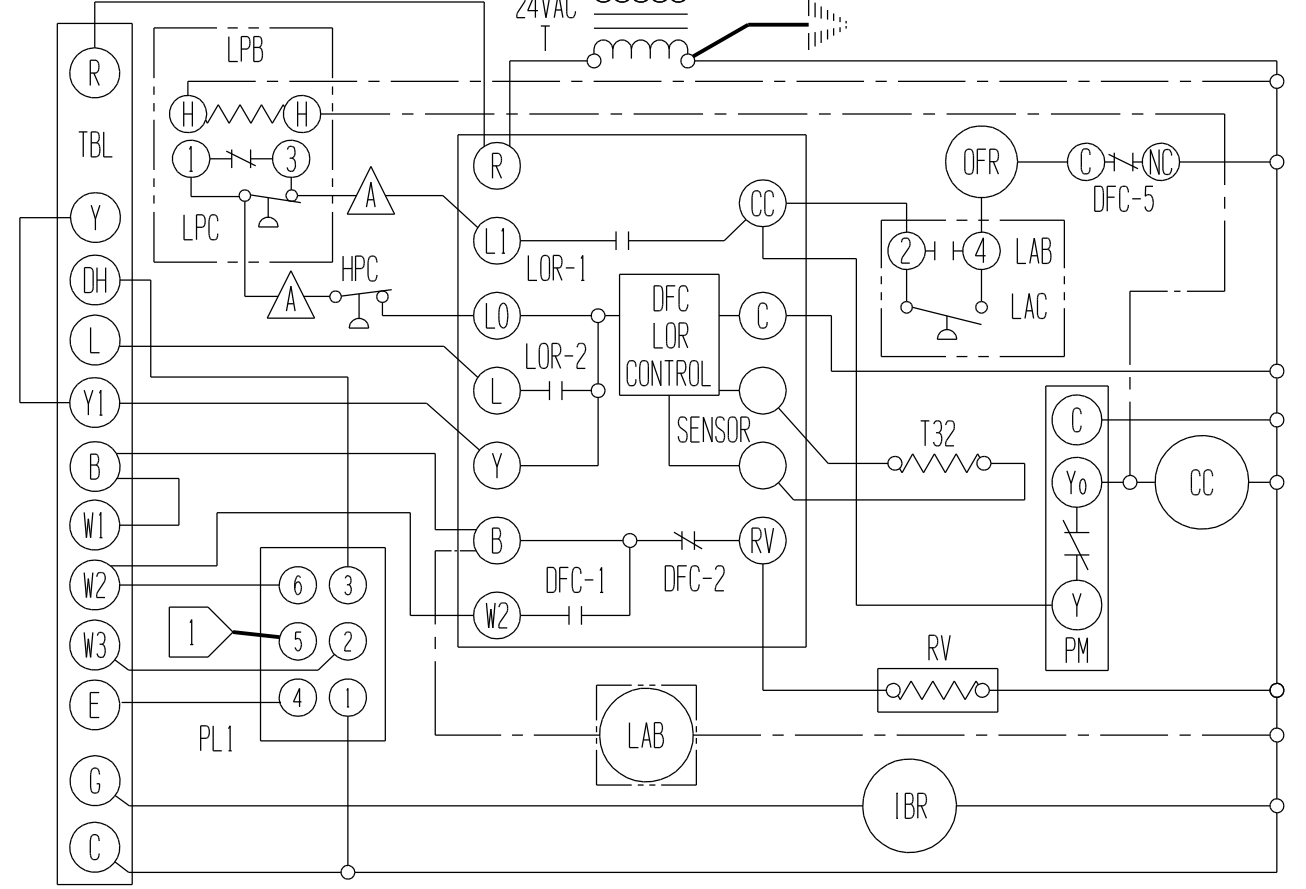 24VAC
T
R
TBL
Y
DH
L
Y1
B
W1
W2
W3
E
G
C
LPB
H H
1 3
LPC
A
A
HPC
R
L1
LOR-1
CC
LO
LOR-2
DFC
LOR
CONTROL
C
L
SENSOR
Y
B
DFC-1
DFC-2
RV
W2
OFR
C NC
DFC-5
2 4 LAB
LAC
T32
C
Yo
CC
Y
PM
RV
6 3
1
5 2
4 1
PL1
LAB
IBR